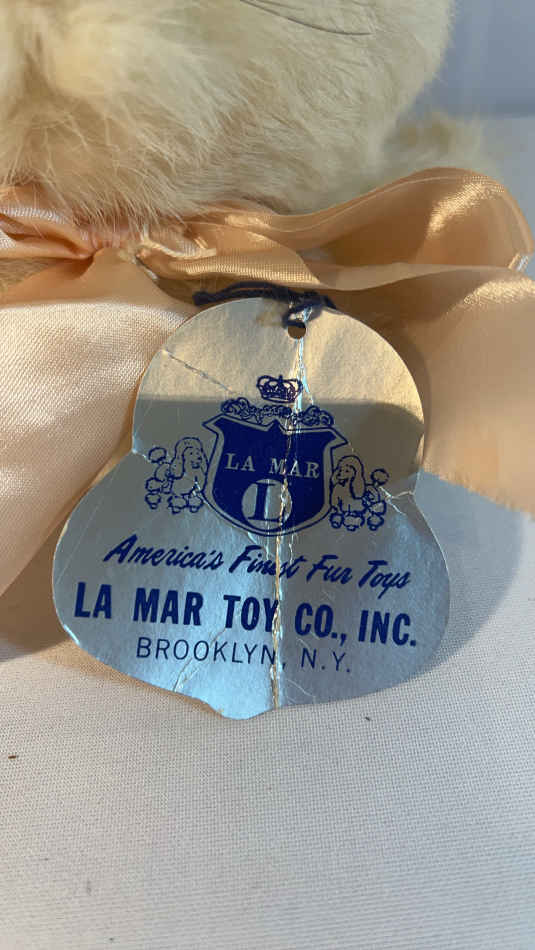 LA MAR
L
America's Finest Fur Toys
LA MAR TOY CO., INC.
BROOKLYN, N.Y.